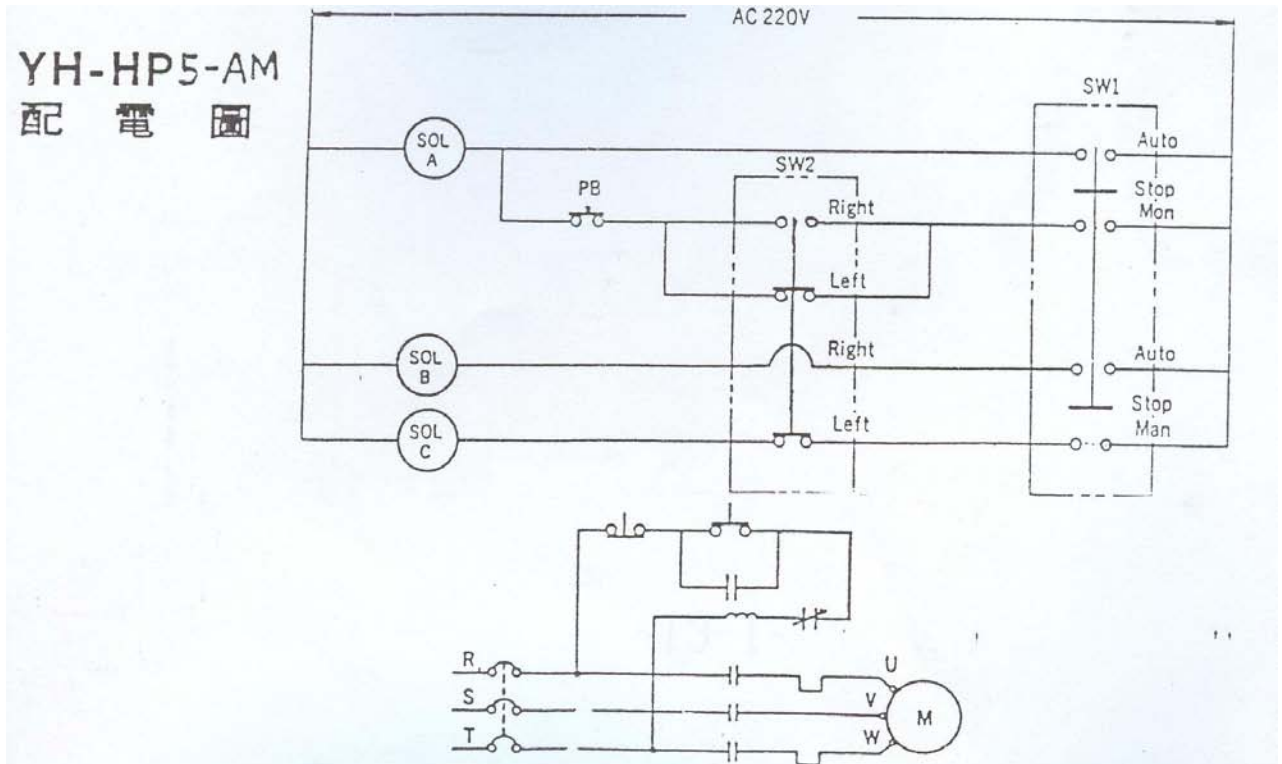 AC 220V
YH-HP5-AM
配 電 圖
SW1
SOL
A
Auto
SW2
PB
Right
Stop
Mon
Left
SOL
B
Right
Auto
SOL
C
Left
Stop
Man
R
S
T
U
V
W
M